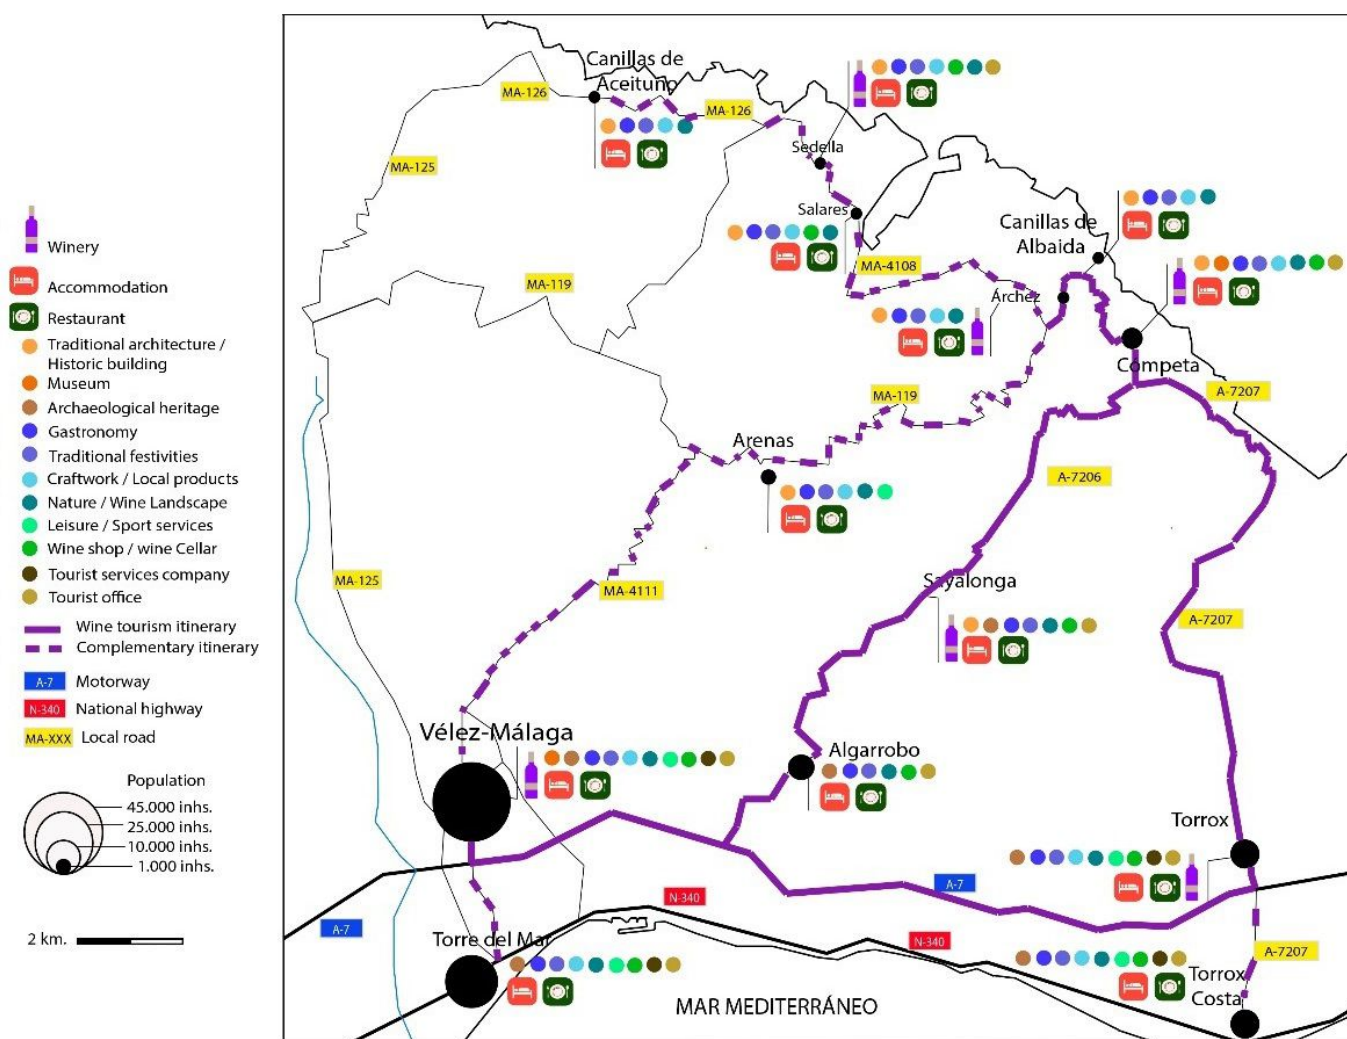 Winery
Accommodation
Restaurant
Traditional architecture /
Historic building
Museum
Archaeological heritage
Gastronomy
Traditional festivities
Craftwork / Local products
Nature / Wine Landscape
Leisure / Sport services
Wine shop / wine Cellar
Tourist services company
Tourist office
Wine tourism itinerary
Complementary itinerary
A-7 Motorway
N-340 National highway
MA-XXX Local road
Population
45.000 inhs.
25.000 inhs.
10.000 inhs.
1.000 inhs.
2 km.
Canillas de
Aceituno
MA-126
MA-126
MA-125
Sedella
Salares
Canillas de
Albaida
MA-4108
MA-119
Árchez
Cómpeta
A-7207
MA-119
Arenas
A-7206
MA-125
MA-4111
Sayalonga
A-7207
Vélez-Málaga
Algarrobo
Torrox
A-7
N-340
A-7
N-340
Torre del Mar
A-7207
Torrox
Costa
MAR MEDITERRÁNEO